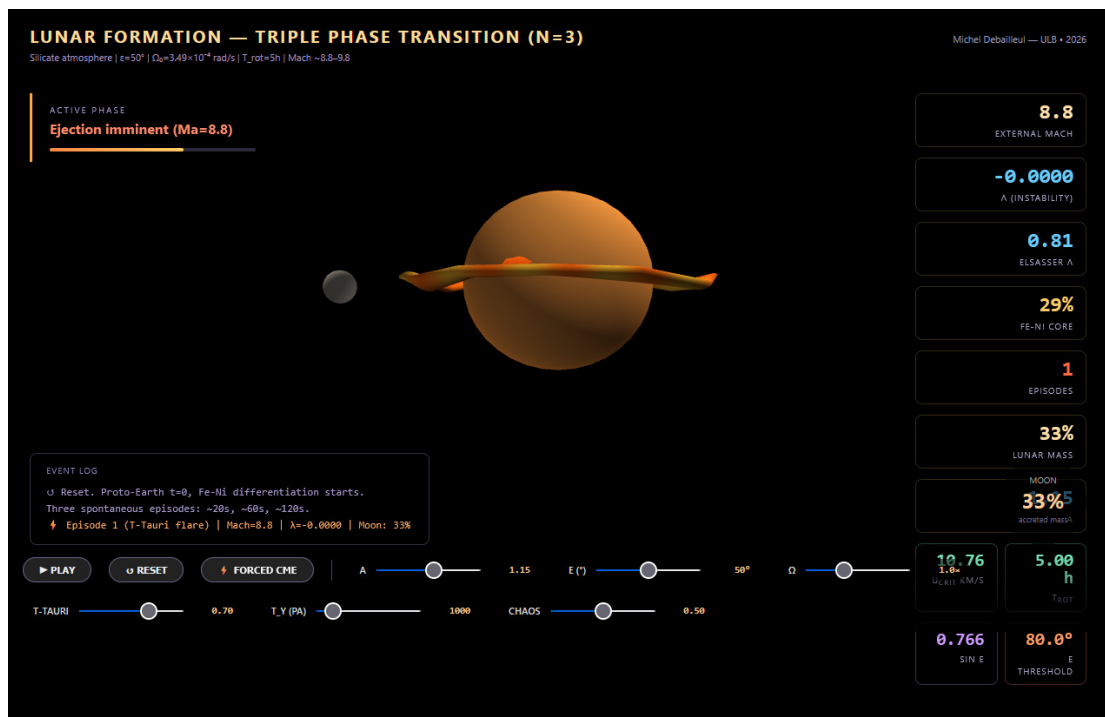 LUNAR FORMATION — TRIPLE PHASE TRANSITION (N=3)
Michel Debailleul — ULB • 2026
Silicate atmosphere | ε=50° | Ω₀=3.49×10⁻⁴ rad/s | T_rot=5h | Mach ~8.8–9.8
ACTIVE PHASE
Ejection imminent (Ma=8.8)
8.8
EXTERNAL MACH
-0.0000
Λ (INSTABILITY)
0.81
ELSASSER Λ
29%
FE-NI CORE
1
EPISODES
33%
LUNAR MASS
MOON
33%
accreted mass
EVENT LOG
↺ Reset. Proto-Earth t=0, Fe-Ni differentiation starts.
Three spontaneous episodes: ~20s, ~60s, ~120s.
⚡ Episode 1 (T-Tauri flare) | Mach=8.8 | λ=-0.0000 | Moon: 33%
▶ PLAY
↺ RESET
⚡ FORCED CME
A 1.15
E (°) 50°
Ω 1.0×
10.76
U_CRIT KM/S
5.00
h
T_ROT
T-TAURI 0.70
T_Y (PA) 1000
CHAOS 0.50
0.766
SIN E
80.0°
E
THRESHOLD